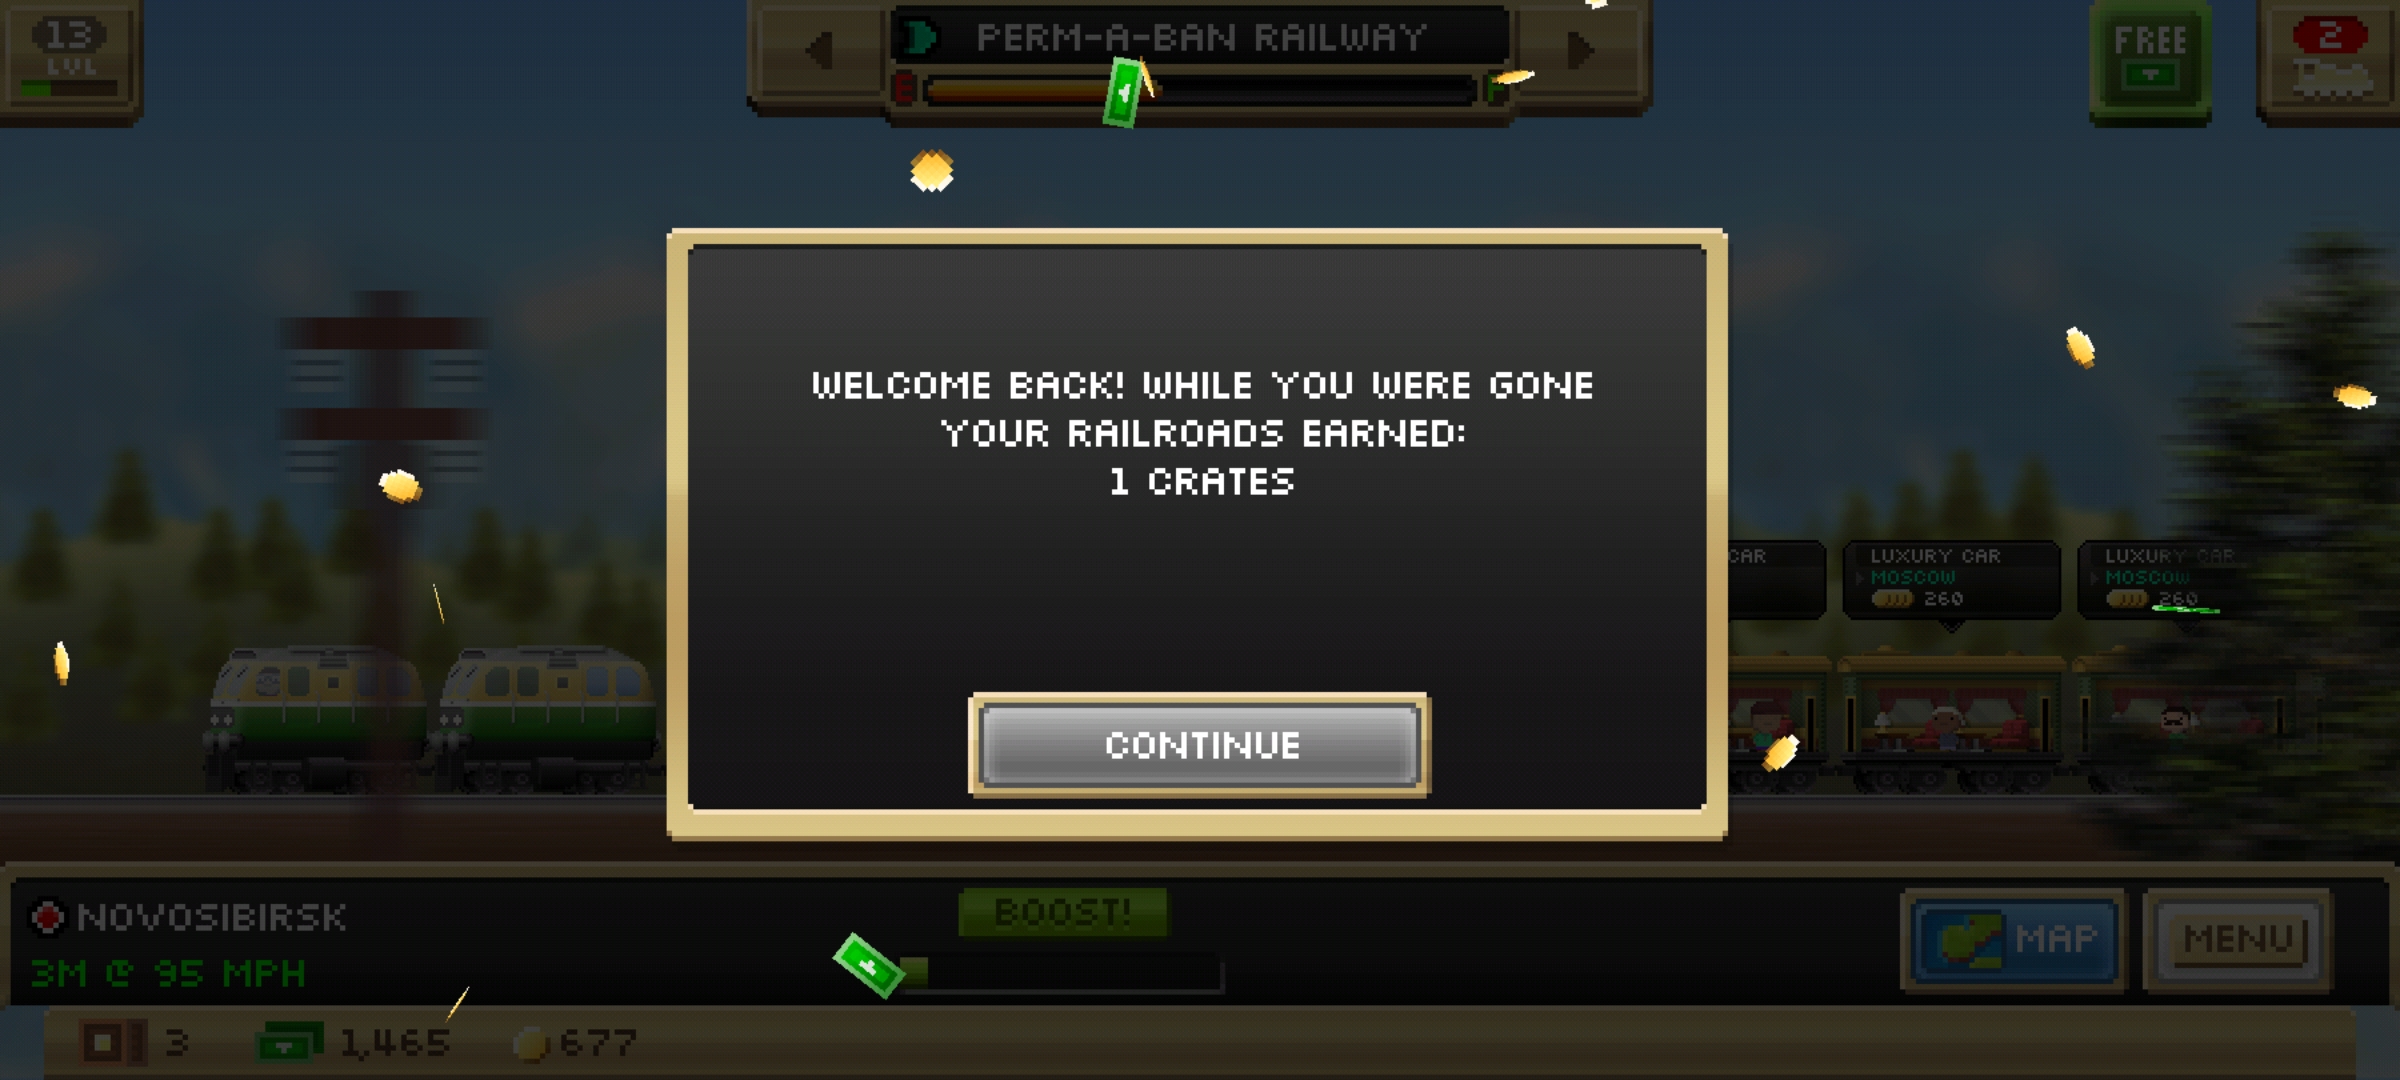 13
LVL
PERM-A-BAN RAILWAY
E
F
FREE
2
WELCOME BACK! WHILE YOU WERE GONE
YOUR RAILROADS EARNED:
1 CRATES
CONTINUE
CAR
LUXURY CAR
MOSCOW
260
LUXURY CAR
MOSCOW
260
NOVOSIBIRSK
3M @ 95 MPH
BOOST!
MAP
MENU
3
1,465
677